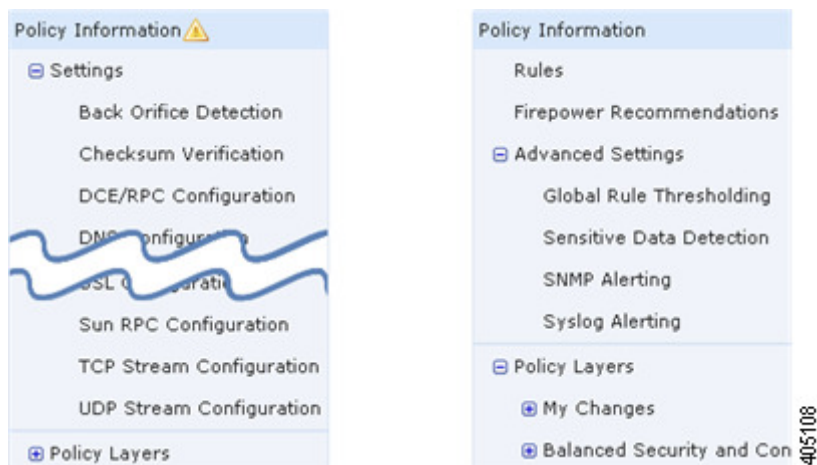 Policy Information
Settings
Back Orifice Detection
Checksum Verification
DCE/RPC Configuration
Sun RPC Configuration
TCP Stream Configuration
UDP Stream Configuration
Policy Layers
Policy Information
Rules
Firepower Recommendations
Advanced Settings
Global Rule Thresholding
Sensitive Data Detection
SNMP Alerting
Syslog Alerting
Policy Layers
My Changes
Balanced Security and Con
405108